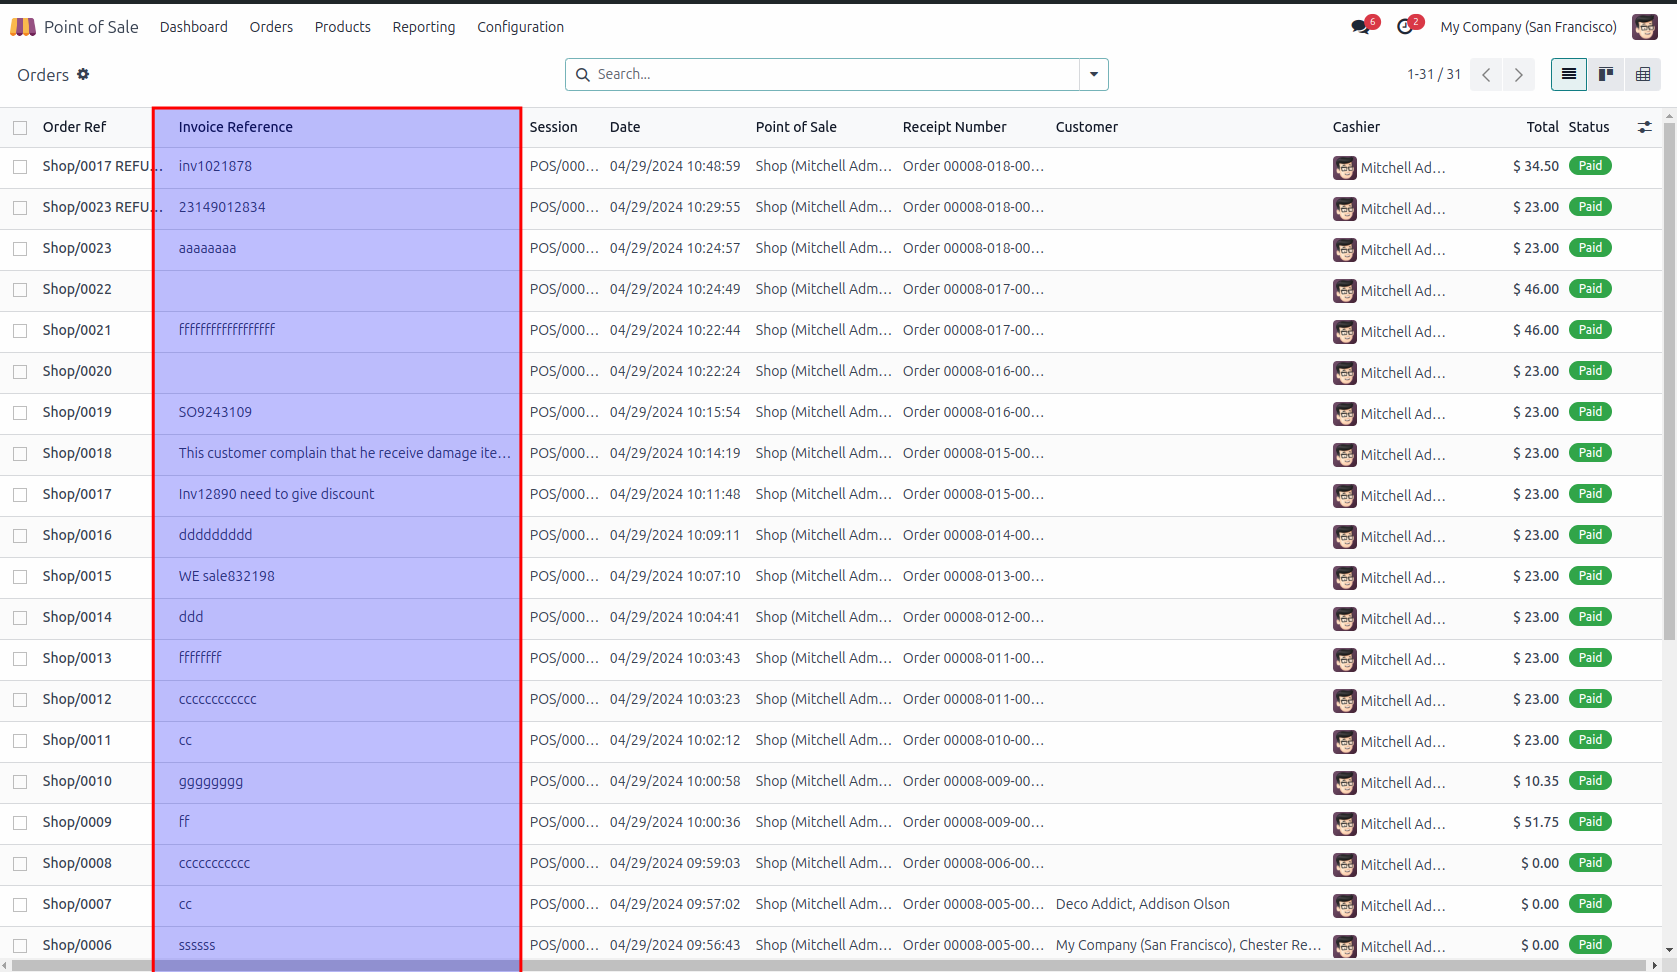 Point of Sale Dashboard Orders Products Reporting Configuration 6 2 My Company (San Francisco)
Orders Search... 1-31 / 31
Order Ref Invoice Reference Session Date Point of Sale Receipt Number Customer Cashier Total Status
Shop/0017 REFU... inv1021878 POS/000... 04/29/2024 10:48:59 Shop (Mitchell Adm... Order 00008-018-00... Mitchell Ad... $ 34.50 Paid
Shop/0023 REFU... 23149012834 POS/000... 04/29/2024 10:29:55 Shop (Mitchell Adm... Order 00008-018-00... Mitchell Ad... $ 23.00 Paid
Shop/0023 aaaaaaaa POS/000... 04/29/2024 10:24:57 Shop (Mitchell Adm... Order 00008-018-00... Mitchell Ad... $ 23.00 Paid
Shop/0022 POS/000... 04/29/2024 10:24:49 Shop (Mitchell Adm... Order 00008-017-00... Mitchell Ad... $ 46.00 Paid
Shop/0021 ffffffffffffffffff POS/000... 04/29/2024 10:22:44 Shop (Mitchell Adm... Order 00008-017-00... Mitchell Ad... $ 46.00 Paid
Shop/0020 POS/000... 04/29/2024 10:22:24 Shop (Mitchell Adm... Order 00008-016-00... Mitchell Ad... $ 23.00 Paid
Shop/0019 SO9243109 POS/000... 04/29/2024 10:15:54 Shop (Mitchell Adm... Order 00008-016-00... Mitchell Ad... $ 23.00 Paid
Shop/0018 This customer complain that he receive damage ite... POS/000... 04/29/2024 10:14:19 Shop (Mitchell Adm... Order 00008-015-00... Mitchell Ad... $ 23.00 Paid
Shop/0017 Inv12890 need to give discount POS/000... 04/29/2024 10:11:48 Shop (Mitchell Adm... Order 00008-015-00... Mitchell Ad... $ 23.00 Paid
Shop/0016 ddddddddd POS/000... 04/29/2024 10:09:11 Shop (Mitchell Adm... Order 00008-014-00... Mitchell Ad... $ 23.00 Paid
Shop/0015 WE sale832198 POS/000... 04/29/2024 10:07:10 Shop (Mitchell Adm... Order 00008-013-00... Mitchell Ad... $ 23.00 Paid
Shop/0014 ddd POS/000... 04/29/2024 10:04:41 Shop (Mitchell Adm... Order 00008-012-00... Mitchell Ad... $ 23.00 Paid
Shop/0013 ffffffff POS/000... 04/29/2024 10:03:43 Shop (Mitchell Adm... Order 00008-011-00... Mitchell Ad... $ 23.00 Paid
Shop/0012 cccccccccccc POS/000... 04/29/2024 10:03:23 Shop (Mitchell Adm... Order 00008-011-00... Mitchell Ad... $ 23.00 Paid
Shop/0011 cc POS/000... 04/29/2024 10:02:12 Shop (Mitchell Adm... Order 00008-010-00... Mitchell Ad... $ 23.00 Paid
Shop/0010 gggggggg POS/000... 04/29/2024 10:00:58 Shop (Mitchell Adm... Order 00008-009-00... Mitchell Ad... $ 10.35 Paid
Shop/0009 ff POS/000... 04/29/2024 10:00:36 Shop (Mitchell Adm... Order 00008-009-00... Mitchell Ad... $ 51.75 Paid
Shop/0008 ccccccccccc POS/000... 04/29/2024 09:59:03 Shop (Mitchell Adm... Order 00008-006-00... Mitchell Ad... $ 0.00 Paid
Shop/0007 cc POS/000... 04/29/2024 09:57:02 Shop (Mitchell Adm... Order 00008-005-00... Deco Addict, Addison Olson Mitchell Ad... $ 0.00 Paid
Shop/0006 ssssss POS/000... 04/29/2024 09:56:43 Shop (Mitchell Adm... Order 00008-005-00... My Company (San Francisco), Chester Re... Mitchell Ad... $ 0.00 Paid